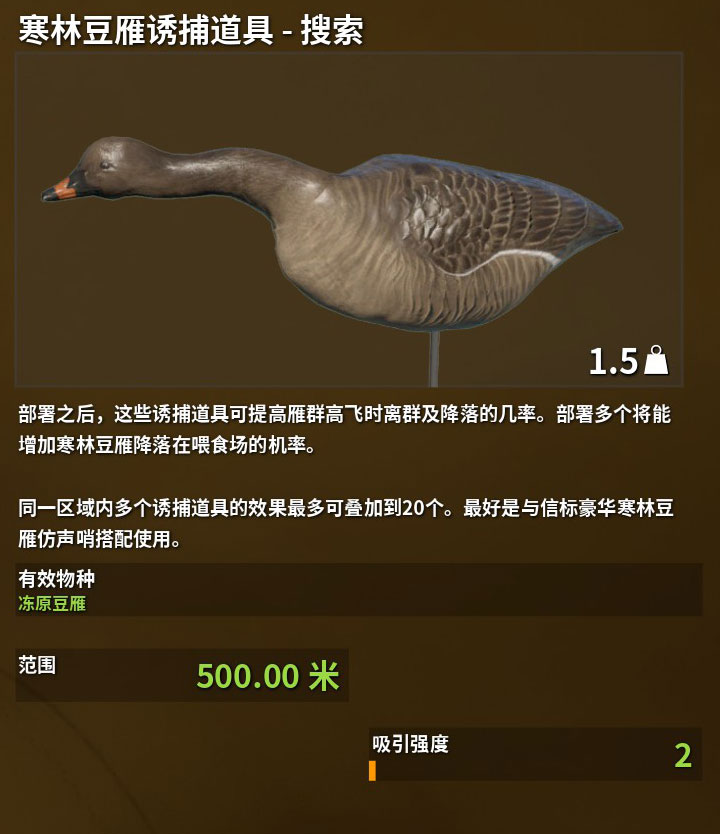 寒林豆雁诱捕道具 - 搜索
1.5
部署之后，这些诱捕道具可提高雁群高飞时离群及降落的几率。部署多个将能
增加寒林豆雁降落在喂食场的机率。
同一区域内多个诱捕道具的效果最多可叠加到20个。最好是与信标豪华寒林豆
雁仿声哨搭配使用。
有效物种
冻原豆雁
范围
500.00 米
吸引强度
2